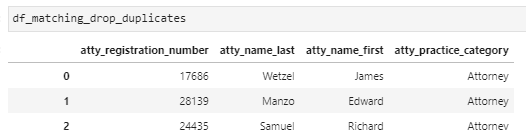 df_matching_drop_duplicates
atty_registration_number atty_name_last atty_name_first atty_practice_category
0 17686 Wetzel James Attorney
1 28139 Manzo Edward Attorney
2 24435 Samuel Richard Attorney